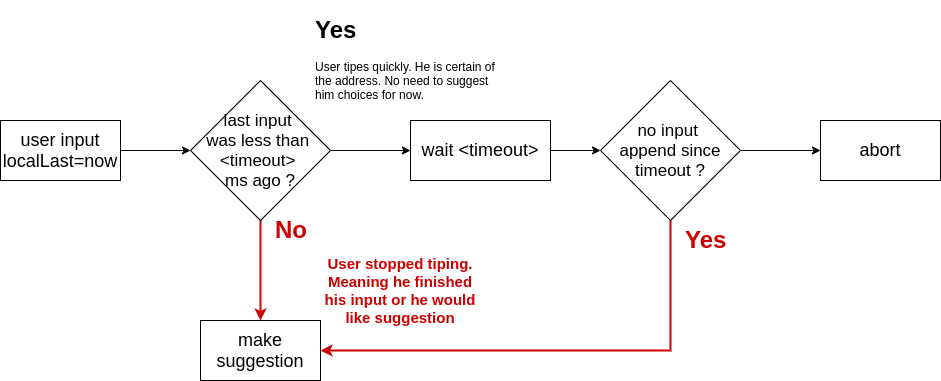 Yes
User tipes quickly. He is certain of
the address. No need to suggest
him choices for now.
user input
localLast=now
last input
was less than
<timeout>
ms ago ?
wait <timeout>
no input
append since
timeout ?
abort
No
Yes
User stopped tiping.
Meaning he finished
his input or he would
like suggestion
make
suggestion